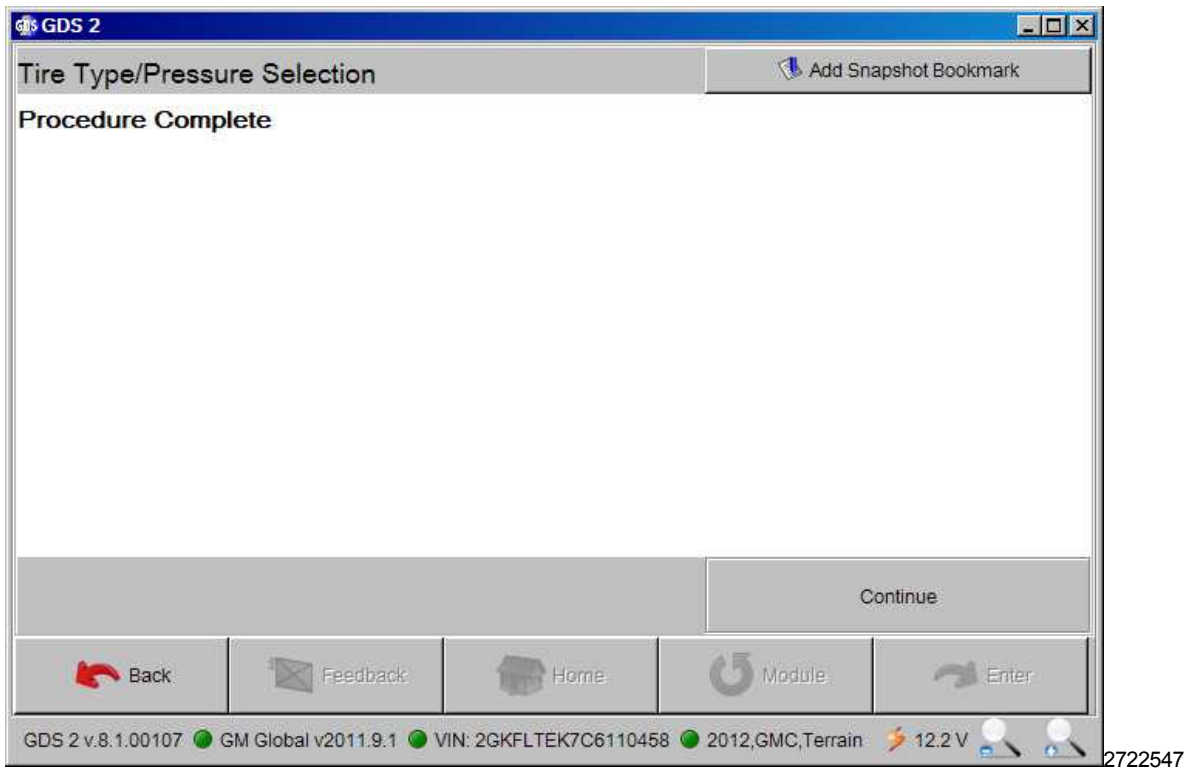 GDS 2
Tire Type/Pressure Selection
Add Snapshot Bookmark
Procedure Complete
Continue
Back
Feedback
Home
Module
Enter
GDS 2 v.8.1.00107 GM Global v2011.9.1 VIN: 2GKFLTEK7C6110458 2012,GMC,Terrain 12.2 V
2722547